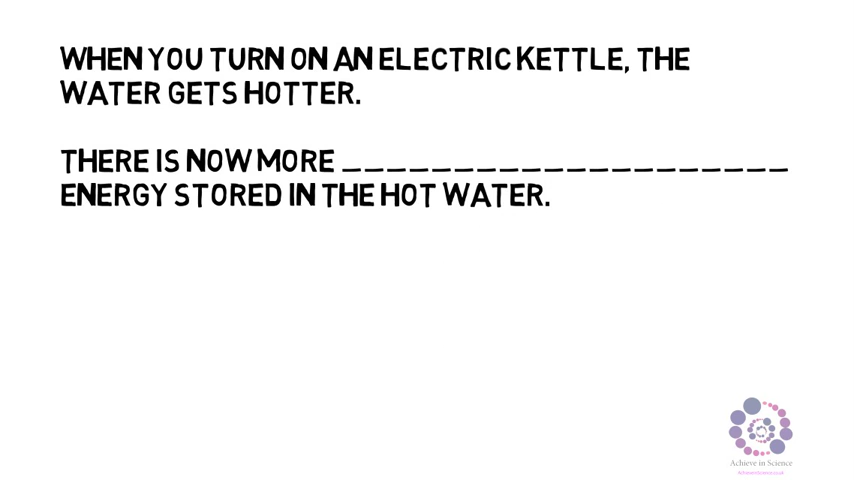 WHEN YOU TURN ON AN ELECTRIC KETTLE, THE
WATER GETS HOTTER.
THERE IS NOW MORE ____________________
ENERGY STORED IN THE HOT WATER.
Achieve in Science